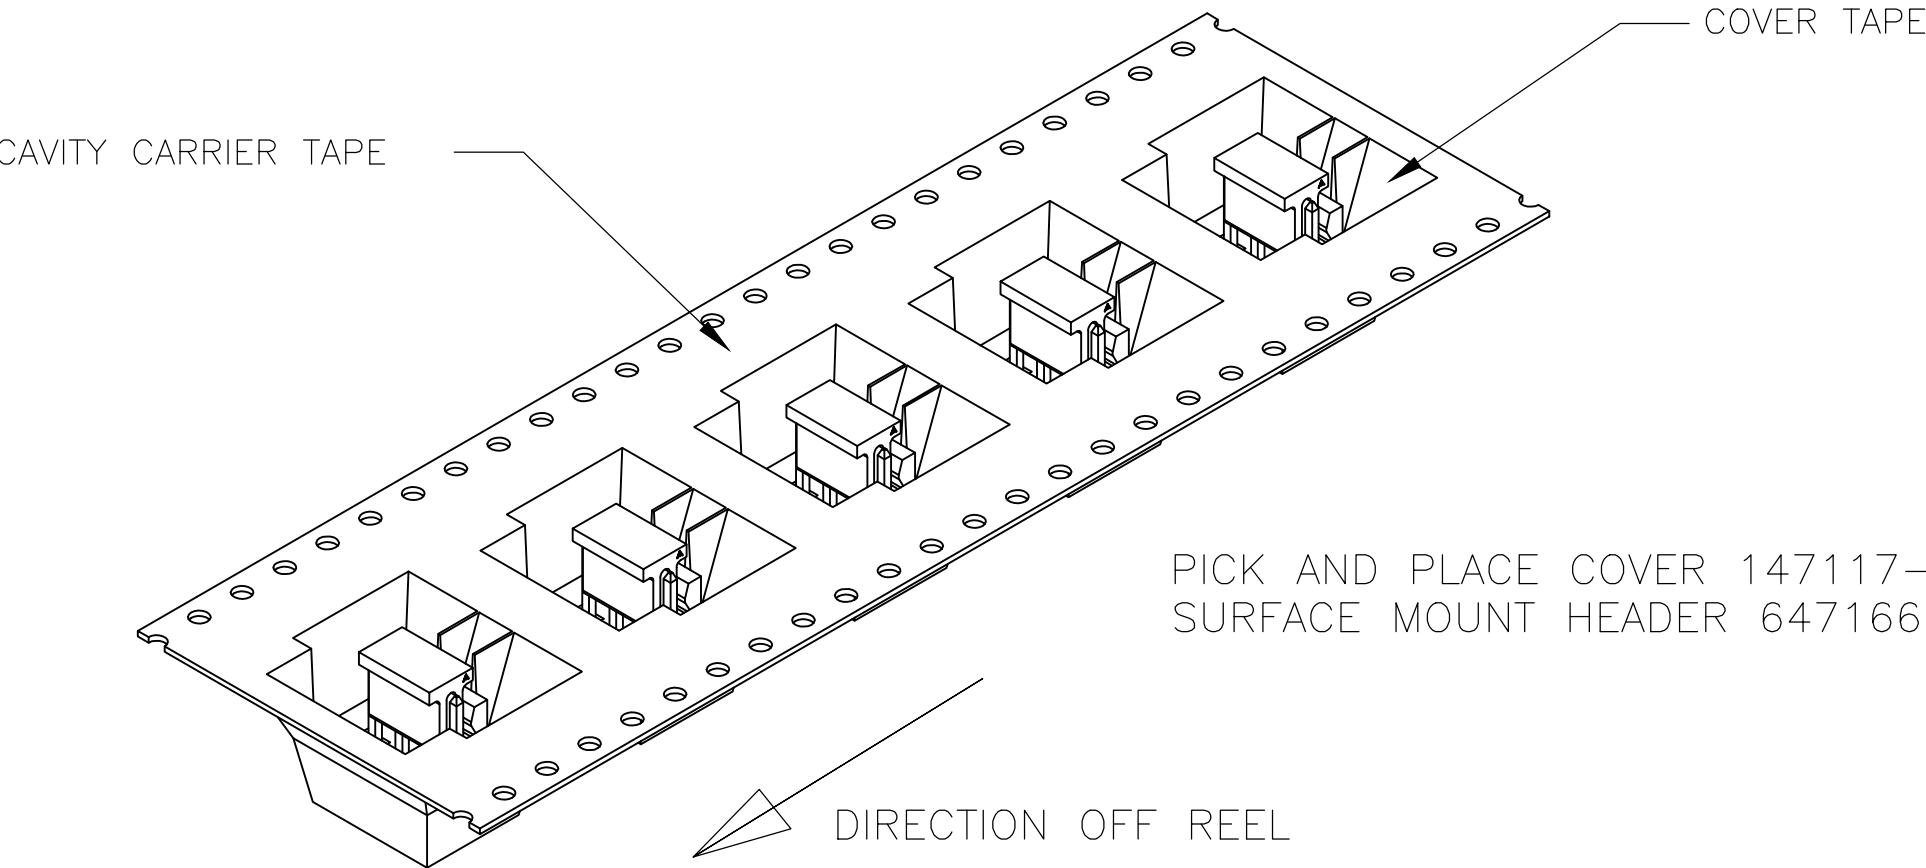 COVER TAPE
CAVITY CARRIER TAPE
PICK AND PLACE COVER 147117-
SURFACE MOUNT HEADER 647166
DIRECTION OFF REEL